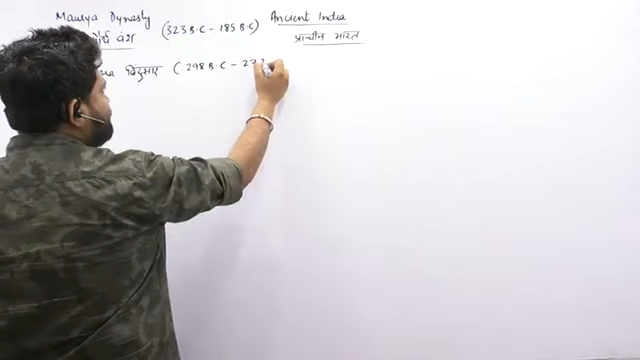 Maurya Dynasty (323 B.C - 185 B.C) Ancient India
वंश प्राचीन भारत
बिंदुसार ( 298 B.C - 27